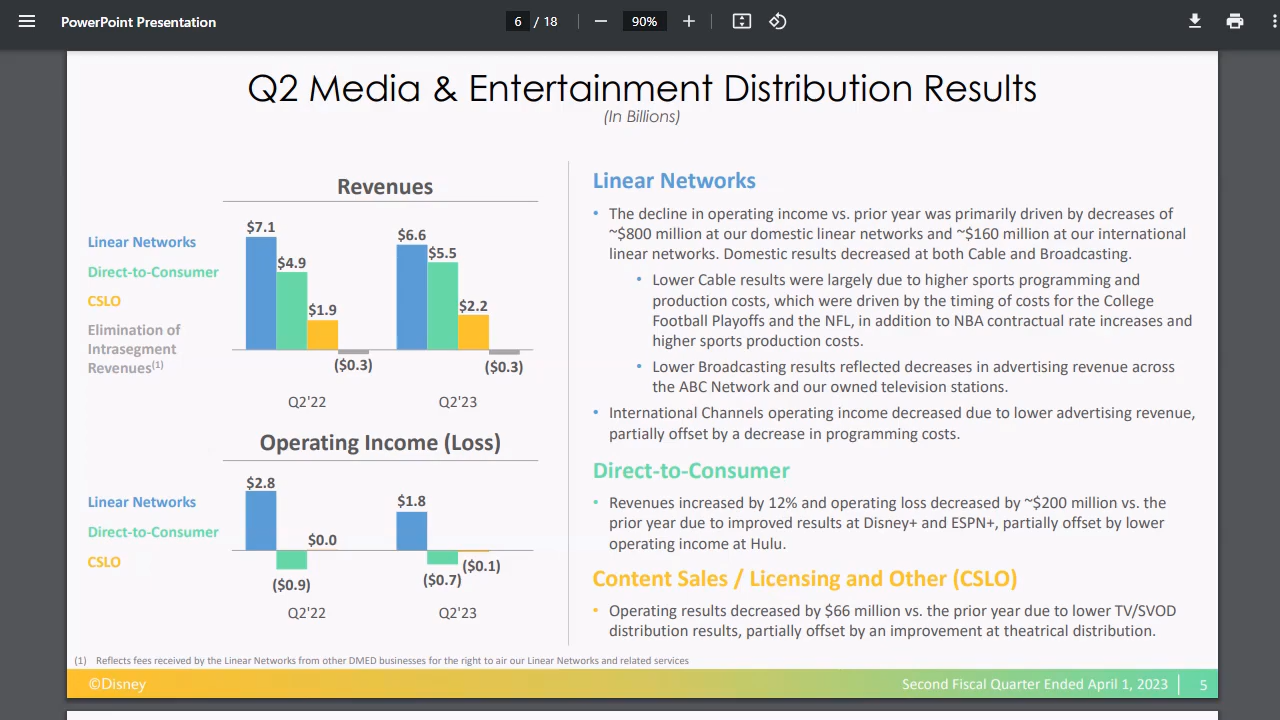 PowerPoint Presentation
6 / 18
90%
Q2 Media & Entertainment Distribution Results
(In Billions)
Revenues
Linear Networks
Direct-to-Consumer
CSLO
Elimination of
Intrasegment
Revenues(1)
$7.1
$4.9
$1.9
($0.3)
$6.6
$5.5
$2.2
($0.3)
Q2'22
Q2'23
Operating Income (Loss)
Linear Networks
Direct-to-Consumer
CSLO
$2.8
($0.9)
$0.0
$1.8
($0.7)
($0.1)
Q2'22
Q2'23
Linear Networks
• The decline in operating income vs. prior year was primarily driven by decreases of
~$800 million at our domestic linear networks and ~$160 million at our international
linear networks. Domestic results decreased at both Cable and Broadcasting.
• Lower Cable results were largely due to higher sports programming and
production costs, which were driven by the timing of costs for the College
Football Playoffs and the NFL, in addition to NBA contractual rate increases and
higher sports production costs.
• Lower Broadcasting results reflected decreases in advertising revenue across
the ABC Network and our owned television stations.
• International Channels operating income decreased due to lower advertising revenue,
partially offset by a decrease in programming costs.
Direct-to-Consumer
• Revenues increased by 12% and operating loss decreased by ~$200 million vs. the
prior year due to improved results at Disney+ and ESPN+, partially offset by lower
operating income at Hulu.
Content Sales / Licensing and Other (CSLO)
• Operating results decreased by $66 million vs. the prior year due to lower TV/SVOD
distribution results, partially offset by an improvement at theatrical distribution.
(1) Reflects fees received by the Linear Networks from other DMED businesses for the right to air our Linear Networks and related services
©Disney
Second Fiscal Quarter Ended April 1, 2023
5